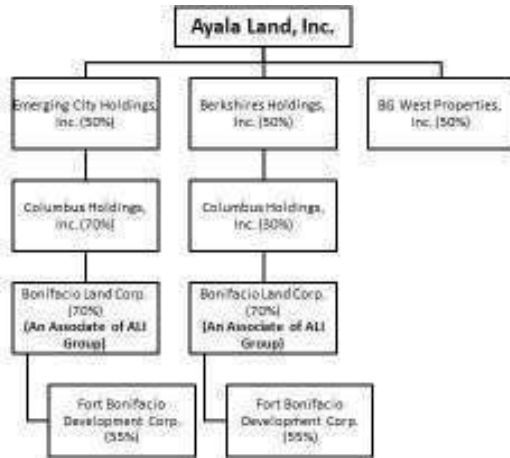 Ayala Land, Inc.
Emerging City Holdings,
Inc. (50%)
Berkshires Holdings,
Inc. (50%)
BG West Properties,
Inc. (50%)
Columbus Holdings,
Inc. (70%)
Columbus Holdings,
Inc. (30%)
Bonifacio Land Corp.
(70%)
(An Associate of ALI
Group)
Bonifacio Land Corp.
(70%)
(An Associate of ALI
Group)
Fort Bonifacio
Development Corp.
(55%)
Fort Bonifacio
Development Corp.
(55%)